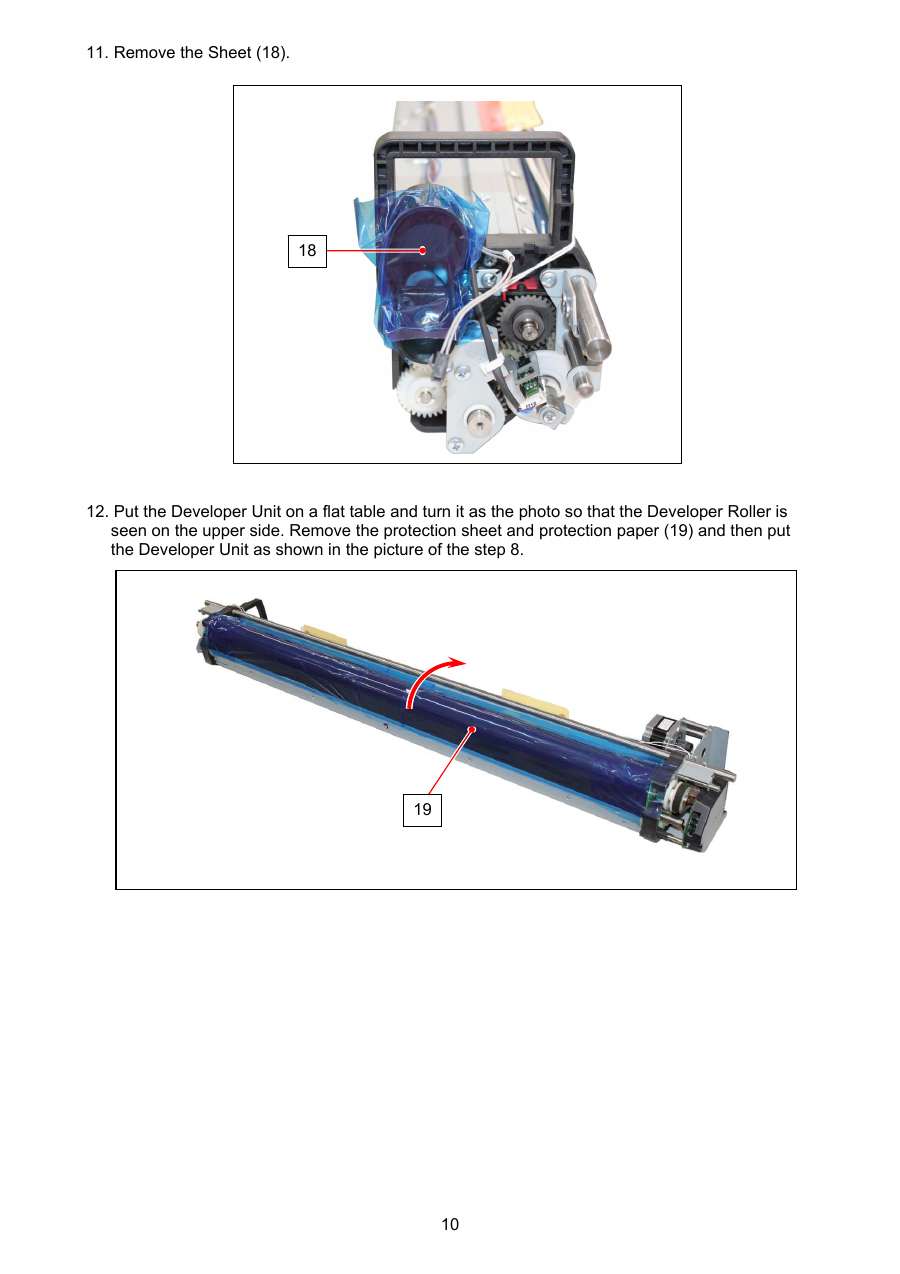 11. Remove the Sheet (18).
18
12. Put the Developer Unit on a flat table and turn it as the photo so that the Developer Roller is
seen on the upper side. Remove the protection sheet and protection paper (19) and then put
the Developer Unit as shown in the picture of the step 8.
19
10